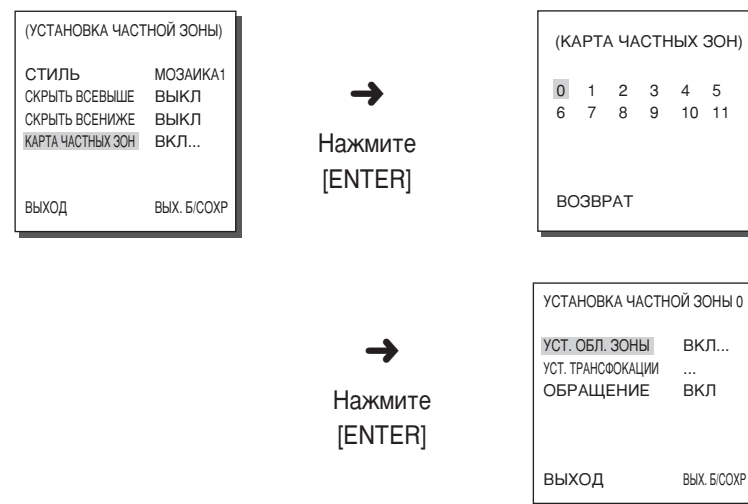 (УСТАНОВКА ЧАСТНОЙ ЗОНЫ)
СТИЛЬ МОЗАИКА1
СКРЫТЬ ВСЕВЫШЕ ВЫКЛ
СКРЫТЬ ВСЕНИЖЕ ВЫКЛ
КАРТА ЧАСТНЫХ ЗОН ВКЛ...
ВЫХОД ВЫХ. Б/СОХР
➔
Нажмите
[ENTER]
(КАРТА ЧАСТНЫХ ЗОН)
0 1 2 3 4 5
6 7 8 9 10 11
ВОЗВРАТ
➔
Нажмите
[ENTER]
УСТАНОВКА ЧАСТНОЙ ЗОНЫ 0
УСТ. ОБЛ. ЗОНЫ ВКЛ...
УСТ. ТРАНСФОКАЦИИ ...
ОБРАЩЕНИЕ ВКЛ
ВЫХОД ВЫХ. Б/СОХР